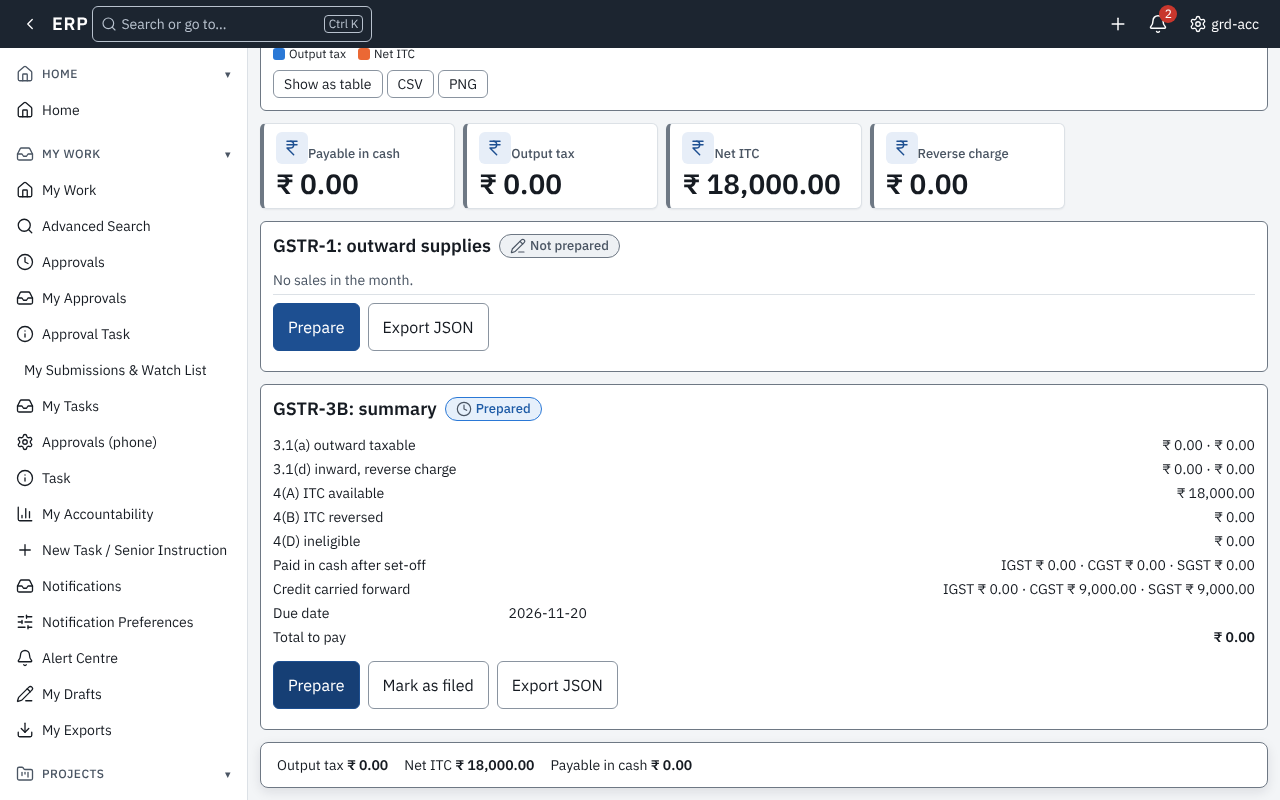 ERP
Search or go to...
Ctrl K
2
grd-acc
HOME
Home
MY WORK
My Work
Advanced Search
Approvals
My Approvals
Approval Task
My Submissions & Watch List
My Tasks
Approvals (phone)
Task
My Accountability
New Task / Senior Instruction
Notifications
Notification Preferences
Alert Centre
My Drafts
My Exports
PROJECTS
Output tax Net ITC
Show as table CSV PNG
₹ Payable in cash
₹ 0.00
₹ Output tax
₹ 0.00
₹ Net ITC
₹ 18,000.00
₹ Reverse charge
₹ 0.00
GSTR-1: outward supplies Not prepared
No sales in the month.
Prepare Export JSON
GSTR-3B: summary Prepared
3.1(a) outward taxable ₹ 0.00 · ₹ 0.00
3.1(d) inward, reverse charge ₹ 0.00 · ₹ 0.00
4(A) ITC available ₹ 18,000.00
4(B) ITC reversed ₹ 0.00
4(D) ineligible ₹ 0.00
Paid in cash after set-off IGST ₹ 0.00 · CGST ₹ 0.00 · SGST ₹ 0.00
Credit carried forward IGST ₹ 0.00 · CGST ₹ 9,000.00 · SGST ₹ 9,000.00
Due date 2026-11-20
Total to pay ₹ 0.00
Prepare Mark as filed Export JSON
Output tax ₹ 0.00 Net ITC ₹ 18,000.00 Payable in cash ₹ 0.00